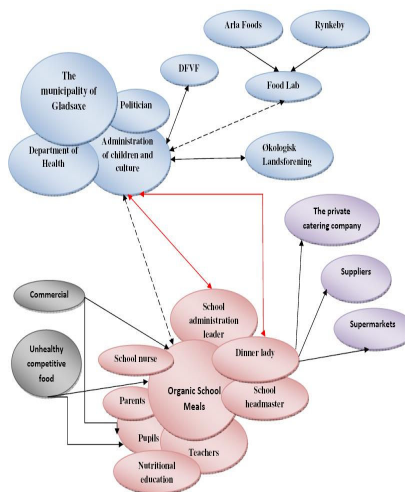 Arla Foods
Rynkeby
The
municipality of
Gladsaxe
DFVF
Food Lab
Politician
Administration
of children and
culture
Department of
Health
Økologisk
Landsforening
The private
catering company
Suppliers
Supermarkets
Commercial
School
administration
leader
Unhealthy
competitive
food
School nurse
Dinner lady
Organic School
Meals
School
headmaster
Parents
Pupils
Teachers
Nutritional
education